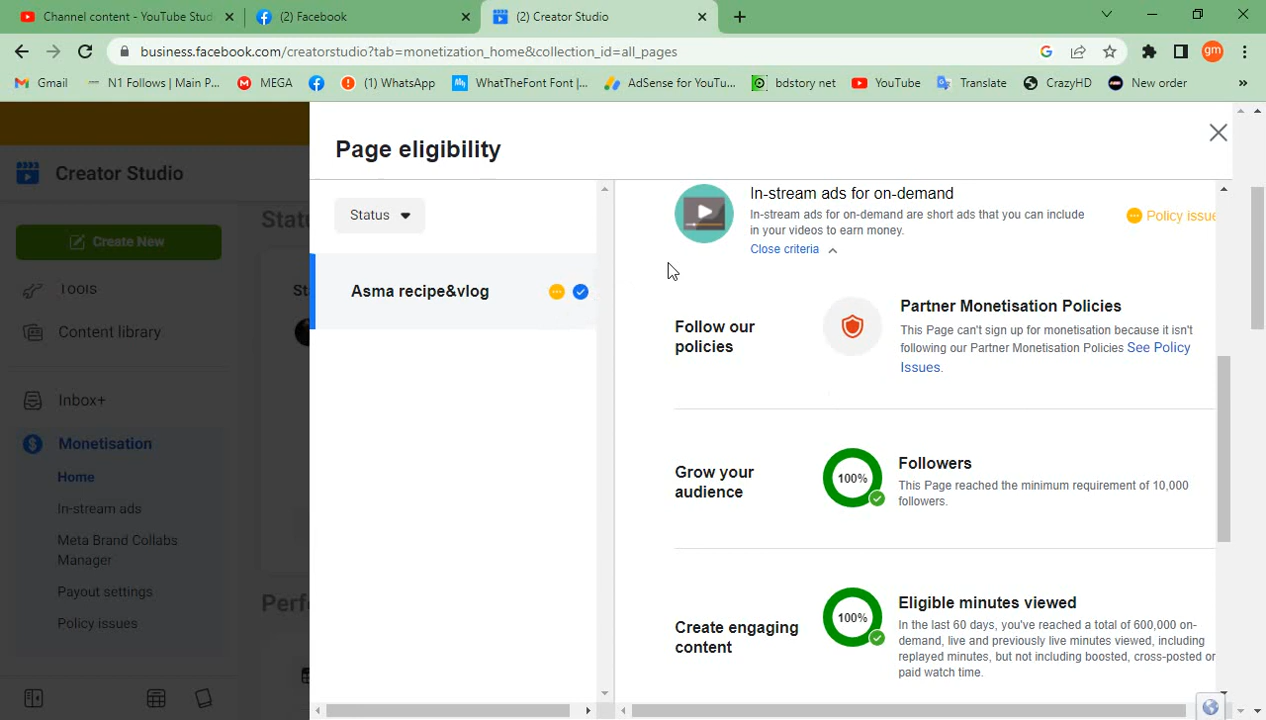 Channel content - YouTube Stud
(2) Facebook
(2) Creator Studio
business.facebook.com/creatorstudio?tab=monetization_home&collection_id=all_pages
gm
Gmail
N1 Follows | Main P...
MEGA
(1) WhatsApp
WhatTheFont Font |...
AdSense for YouTu...
bdstory net
YouTube
Translate
CrazyHD
New order
Creator Studio
Create New
Tools
Content library
Inbox+
Monetisation
Home
In-stream ads
Meta Brand Collabs
Manager
Payout settings
Policy issues
Page eligibility
Status
Asma recipe&vlog
In-stream ads for on-demand
In-stream ads for on-demand are short ads that you can include
in your videos to earn money.
Close criteria
Policy issue
Follow our
policies
Partner Monetisation Policies
This Page can't sign up for monetisation because it isn't
following our Partner Monetisation Policies See Policy
Issues.
Grow your
audience
100%
Followers
This Page reached the minimum requirement of 10,000
followers.
Create engaging
content
100%
Eligible minutes viewed
In the last 60 days, you've reached a total of 600,000 on-
demand, live and previously live minutes viewed, including
replayed minutes, but not including boosted, cross-posted or
paid watch time.